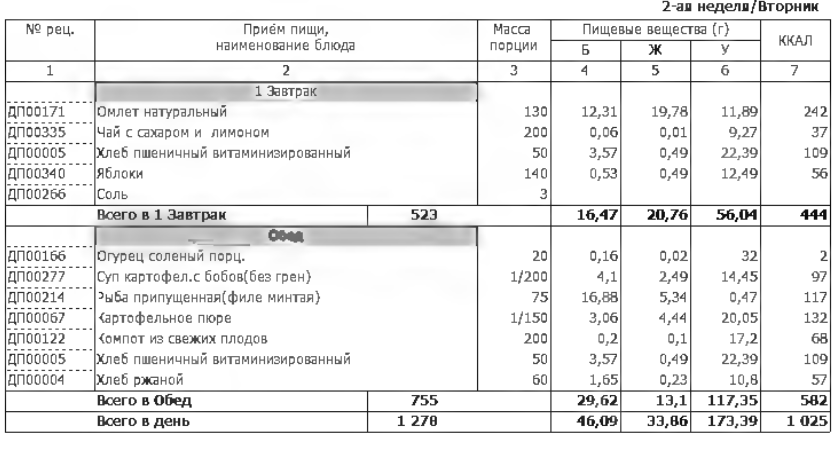 2-ая неделя/Вторник
№ рец. Приём пищи, наименование блюда Масса порции Пищевые вещества (г) ККАЛ
Б Ж У
1 2 3 4 5 6 7
1 Завтрак
ДП00171 Омлет натуральный 130 12,31 19,78 11,89 242
ДП00335 Чай с сахаром и лимоном 200 0,06 0,01 9,27 37
ДП00005 Хлеб пшеничный витаминизированный 50 3,57 0,49 22,39 109
ДП00340 Яблоки 140 0,53 0,49 12,49 56
ДП00266 Соль 3
Всего в 1 Завтрак 523 16,47 20,76 56,04 444
Обед
ДП00166 Огурец соленый порц. 20 0,16 0,02 32 2
ДП00277 Суп картофел.с бобов(без грен) 1/200 4,1 2,49 14,45 97
ДП00214 Рыба припущенная(филе минтая) 75 16,88 5,34 0,47 117
ДП00067 Картофельное пюре 1/150 3,06 4,44 20,05 132
ДП00122 Компот из свежих плодов 200 0,2 0,1 17,2 68
ДП00005 Хлеб пшеничный витаминизированный 50 3,57 0,49 22,39 109
ДП00004 Хлеб ржаной 60 1,65 0,23 10,8 57
Всего в Обед 755 29,62 13,1 117,35 582
Всего в день 1 278 46,09 33,86 173,39 1 025